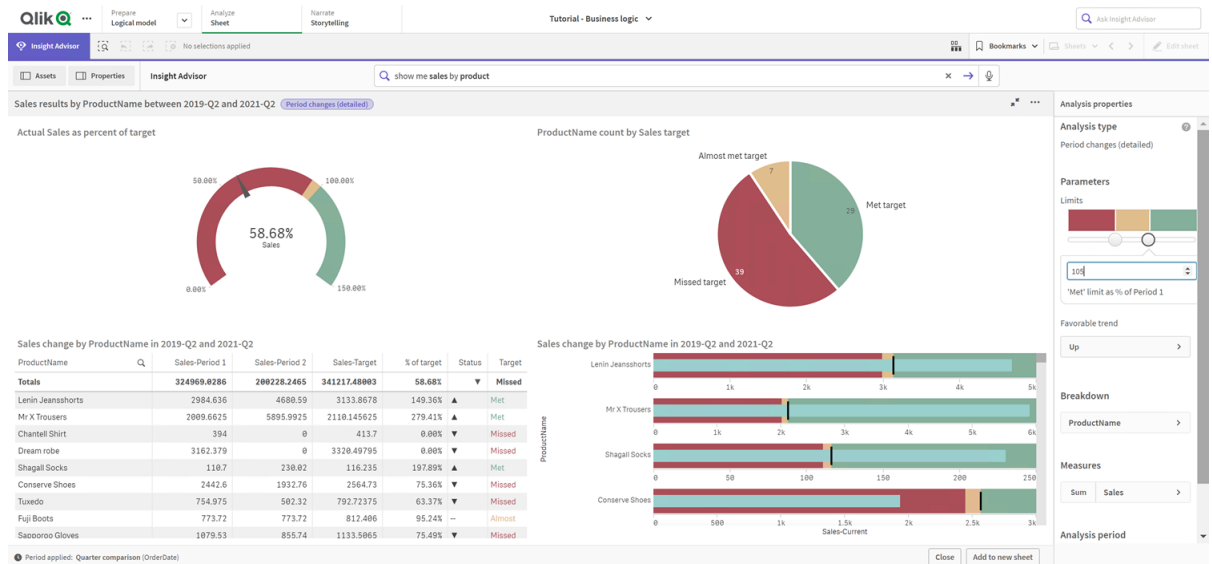 Qlik
Prepare
Logical model
Analyze
Sheet
Narrate
Storytelling
Tutorial - Business logic
Ask Insight Advisor
Insight Advisor
No selections applied
Bookmarks
Sheets
Edit sheet
Assets
Properties
Insight Advisor
show me sales by product
Sales results by ProductName between 2019-Q2 and 2021-Q2 Period changes (detailed)
Actual Sales as percent of target
50.00% 100.00%
58.68%
Sales
0.00% 150.00%
ProductName count by Sales target
Almost met target
7
29 Met target
39
Missed target
Sales change by ProductName in 2019-Q2 and 2021-Q2
ProductName Sales-Period 1 Sales-Period 2 Sales-Target % of target Status Target
Totals 324969.0286 200228.2465 341217.48003 58.68% ▼ Missed
Lenin Jeansshorts 2984.636 4680.59 3133.8678 149.36% ▲ Met
Mr X Trousers 2009.6625 5895.9925 2110.145625 279.41% ▲ Met
Chantell Shirt 394 0 413.7 0.00% ▼ Missed
Dream robe 3162.379 0 3320.49795 0.00% ▼ Missed
Shagall Socks 110.7 230.02 116.235 197.89% ▲ Met
Conserve Shoes 2442.6 1932.76 2564.73 75.36% ▼ Missed
Tuxedo 754.975 502.32 792.72375 63.37% ▼ Missed
Fuji Boots 773.72 773.72 812.406 95.24% -- Almost
Sapporoo Gloves 1079.53 855.74 1133.5065 75.49% ▼ Missed
Sales change by ProductName in 2019-Q2 and 2021-Q2
ProductName
Lenin Jeansshorts
0 1k 2k 3k 4k 5k
Mr X Trousers
0 1k 2k 3k 4k 5k 6k
Shagall Socks
0 50 100 150 200 250
Conserve Shoes
0 500 1k 1.5k 2k 2.5k 3k
Sales-Current
Analysis properties
Analysis type
Period changes (detailed)
Parameters
Limits
105
'Met' limit as % of Period 1
Favorable trend
Up
Breakdown
ProductName
Measures
Sum Sales
Analysis period
Period applied: Quarter comparison (OrderDate)
Close
Add to new sheet